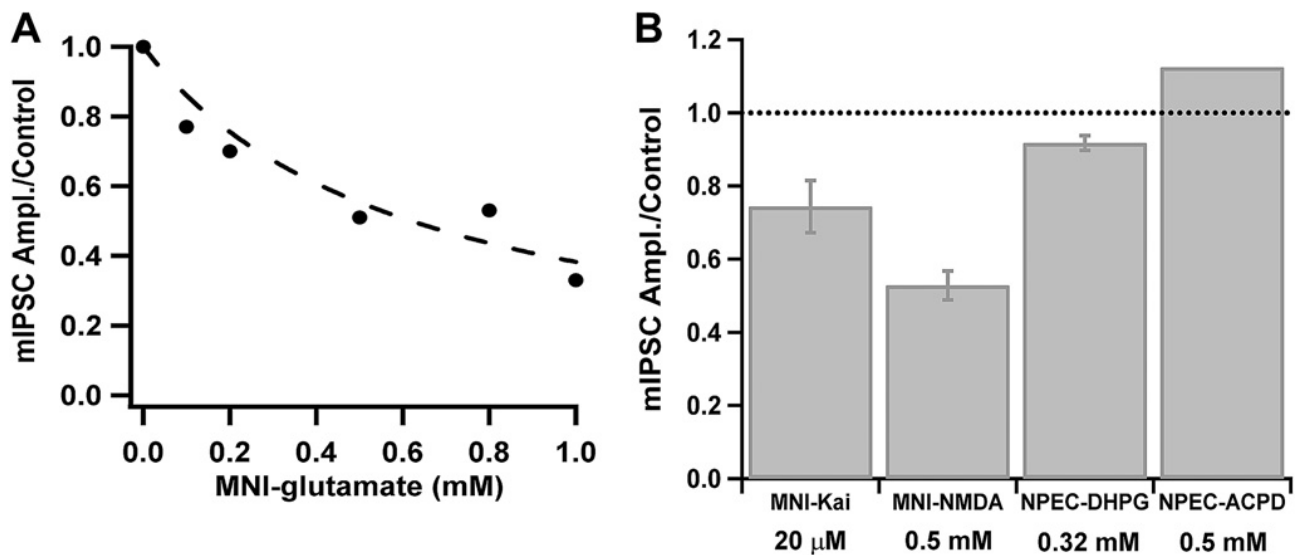 A
mIPSC Ampl./Control
1.0
0.8
0.6
0.4
0.2
0.0
0.0 0.2 0.4 0.6 0.8 1.0
MNI-glutamate (mM)
B
mIPSC Ampl./Control
1.2
1.0
0.8
0.6
0.4
0.2
0.0
MNI-Kai MNI-NMDA NPEC-DHPG NPEC-ACPD
20 μM 0.5 mM 0.32 mM 0.5 mM